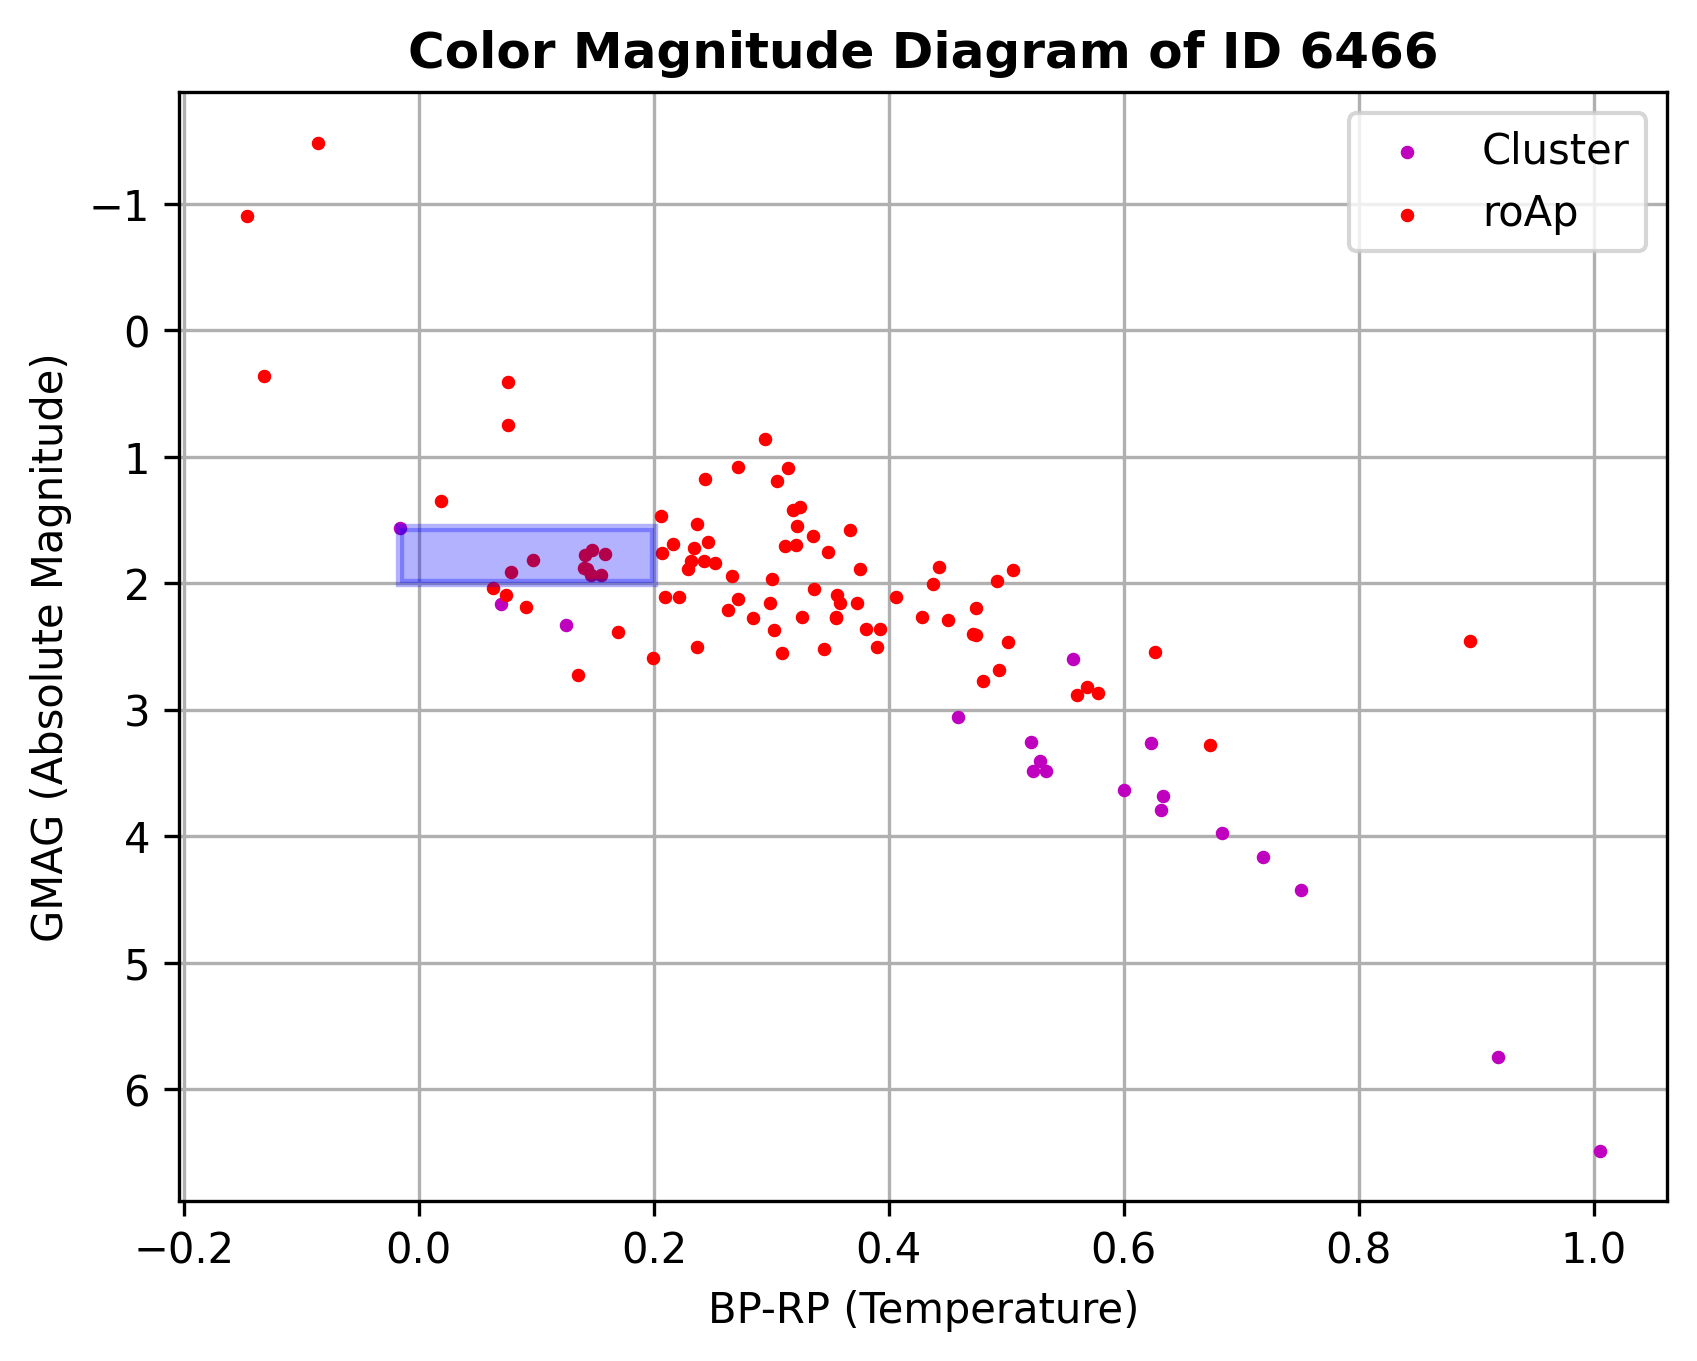 Color Magnitude Diagram of ID 6466
Cluster
roAp
GMAG (Absolute Magnitude)
−1
0
1
2
3
4
5
6
−0.2 0.0 0.2 0.4 0.6 0.8 1.0
BP-RP (Temperature)